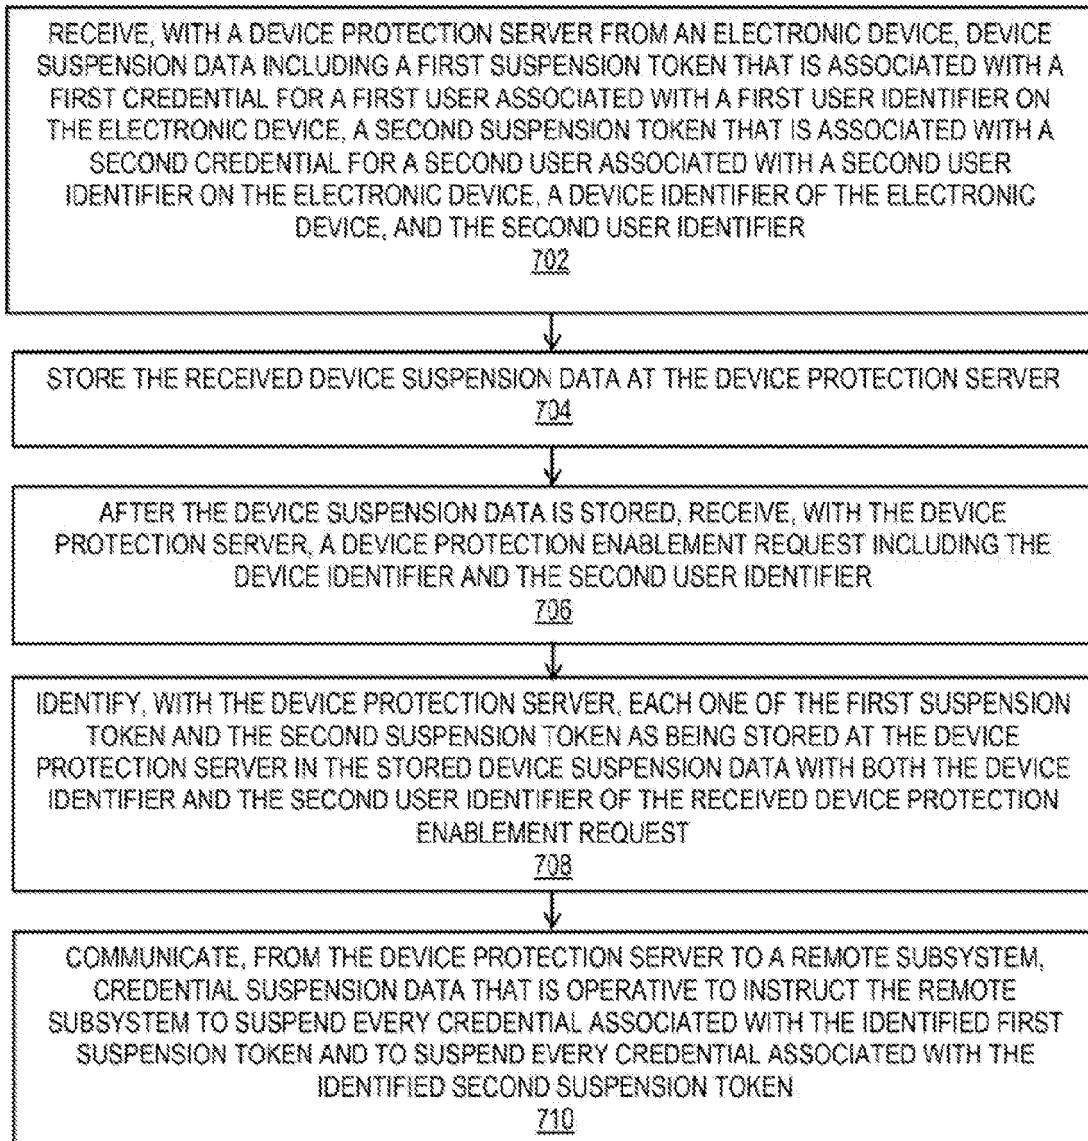 RECEIVE, WITH A DEVICE PROTECTION SERVER FROM AN ELECTRONIC DEVICE, DEVICE
SUSPENSION DATA INCLUDING A FIRST SUSPENSION TOKEN THAT IS ASSOCIATED WITH A
FIRST CREDENTIAL FOR A FIRST USER ASSOCIATED WITH A FIRST USER IDENTIFIER ON
THE ELECTRONIC DEVICE, A SECOND SUSPENSION TOKEN THAT IS ASSOCIATED WITH A
SECOND CREDENTIAL FOR A SECOND USER ASSOCIATED WITH A SECOND USER
IDENTIFIER ON THE ELECTRONIC DEVICE, A DEVICE IDENTIFIER OF THE ELECTRONIC
DEVICE, AND THE SECOND USER IDENTIFIER
702
STORE THE RECEIVED DEVICE SUSPENSION DATA AT THE DEVICE PROTECTION SERVER
704
AFTER THE DEVICE SUSPENSION DATA IS STORED, RECEIVE, WITH THE DEVICE
PROTECTION SERVER, A DEVICE PROTECTION ENABLEMENT REQUEST INCLUDING THE
DEVICE IDENTIFIER AND THE SECOND USER IDENTIFIER
706
IDENTIFY, WITH THE DEVICE PROTECTION SERVER, EACH ONE OF THE FIRST SUSPENSION
TOKEN AND THE SECOND SUSPENSION TOKEN AS BEING STORED AT THE DEVICE
PROTECTION SERVER IN THE STORED DEVICE SUSPENSION DATA WITH BOTH THE DEVICE
IDENTIFIER AND THE SECOND USER IDENTIFIER OF THE RECEIVED DEVICE PROTECTION
ENABLEMENT REQUEST
708
COMMUNICATE, FROM THE DEVICE PROTECTION SERVER TO A REMOTE SUBSYSTEM,
CREDENTIAL SUSPENSION DATA THAT IS OPERATIVE TO INSTRUCT THE REMOTE
SUBSYSTEM TO SUSPEND EVERY CREDENTIAL ASSOCIATED WITH THE IDENTIFIED FIRST
SUSPENSION TOKEN AND TO SUSPEND EVERY CREDENTIAL ASSOCIATED WITH THE
IDENTIFIED SECOND SUSPENSION TOKEN
710